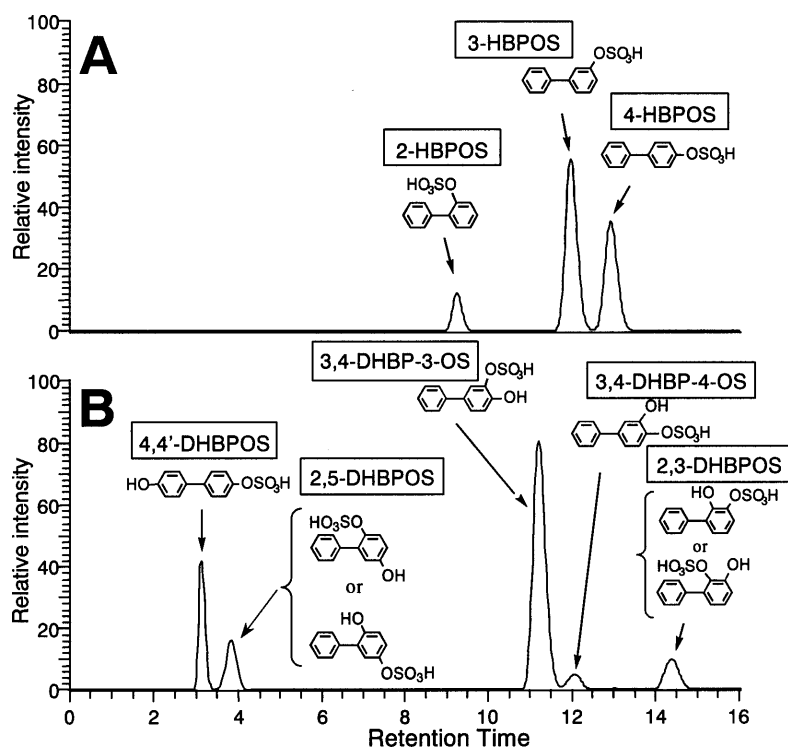 A
Relative intensity
100
80
60
40
20
0
3-HBPOS
OSO₃H
4-HBPOS
OSO₃H
2-HBPOS
HO₃SO
B
Relative intensity
100
80
60
40
20
0
3,4-DHBP-3-OS
OSO₃H
OH
3,4-DHBP-4-OS
OH
OSO₃H
4,4'-DHBPOS
HO
OSO₃H
2,5-DHBPOS
HO₃SO
OH
or
HO
OSO₃H
2,3-DHBPOS
HO
OSO₃H
or
HO₃SO
OH
0 2 4 6 8 10 12 14 16
Retention Time